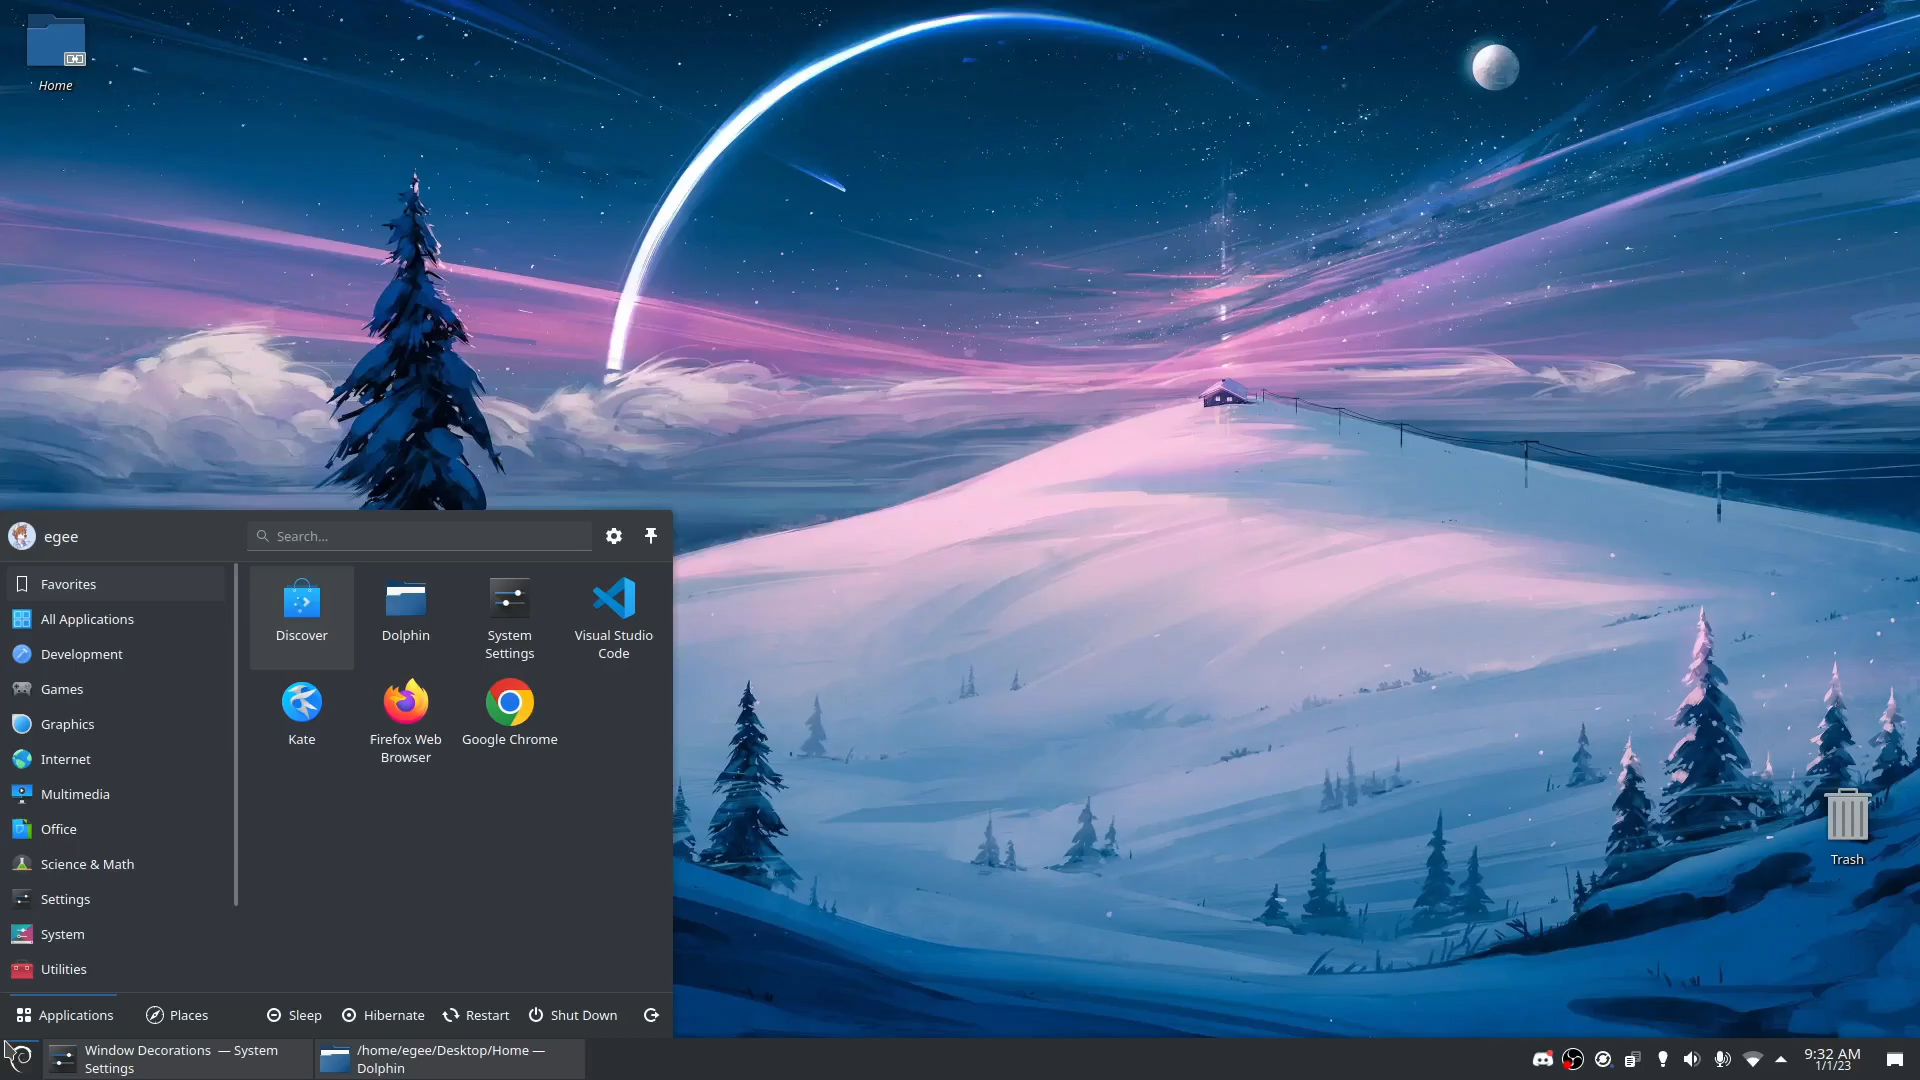 Home
egee
Search...
Favorites
All Applications
Development
Games
Graphics
Internet
Multimedia
Office
Science & Math
Settings
System
Utilities
Discover
Dolphin
System
Settings
Visual Studio
Code
Kate
Firefox Web
Browser
Google Chrome
Trash
Applications
Places
Sleep
Hibernate
Restart
Shut Down
Window Decorations — System
Settings
/home/egee/Desktop/Home —
Dolphin
9:32 AM
1/1/23